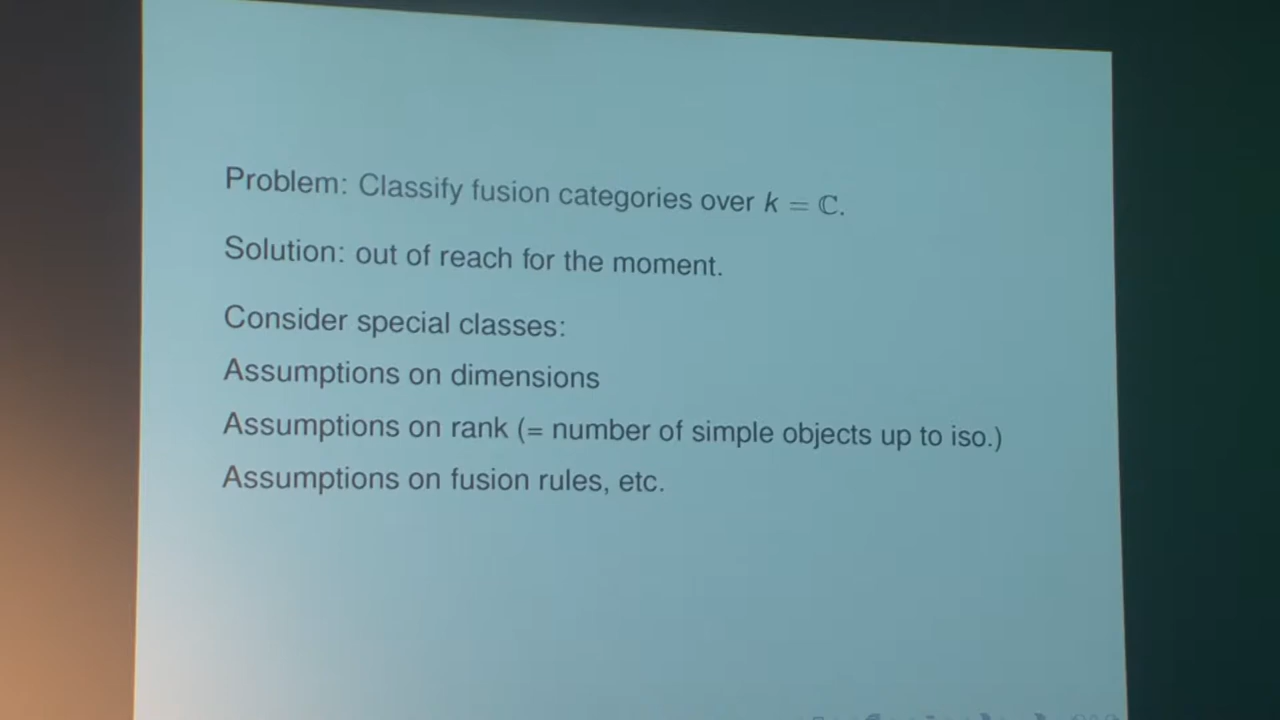 Problem: Classify fusion categories over k = ℂ.
Solution: out of reach for the moment.
Consider special classes:
Assumptions on dimensions
Assumptions on rank (= number of simple objects up to iso.)
Assumptions on fusion rules, etc.